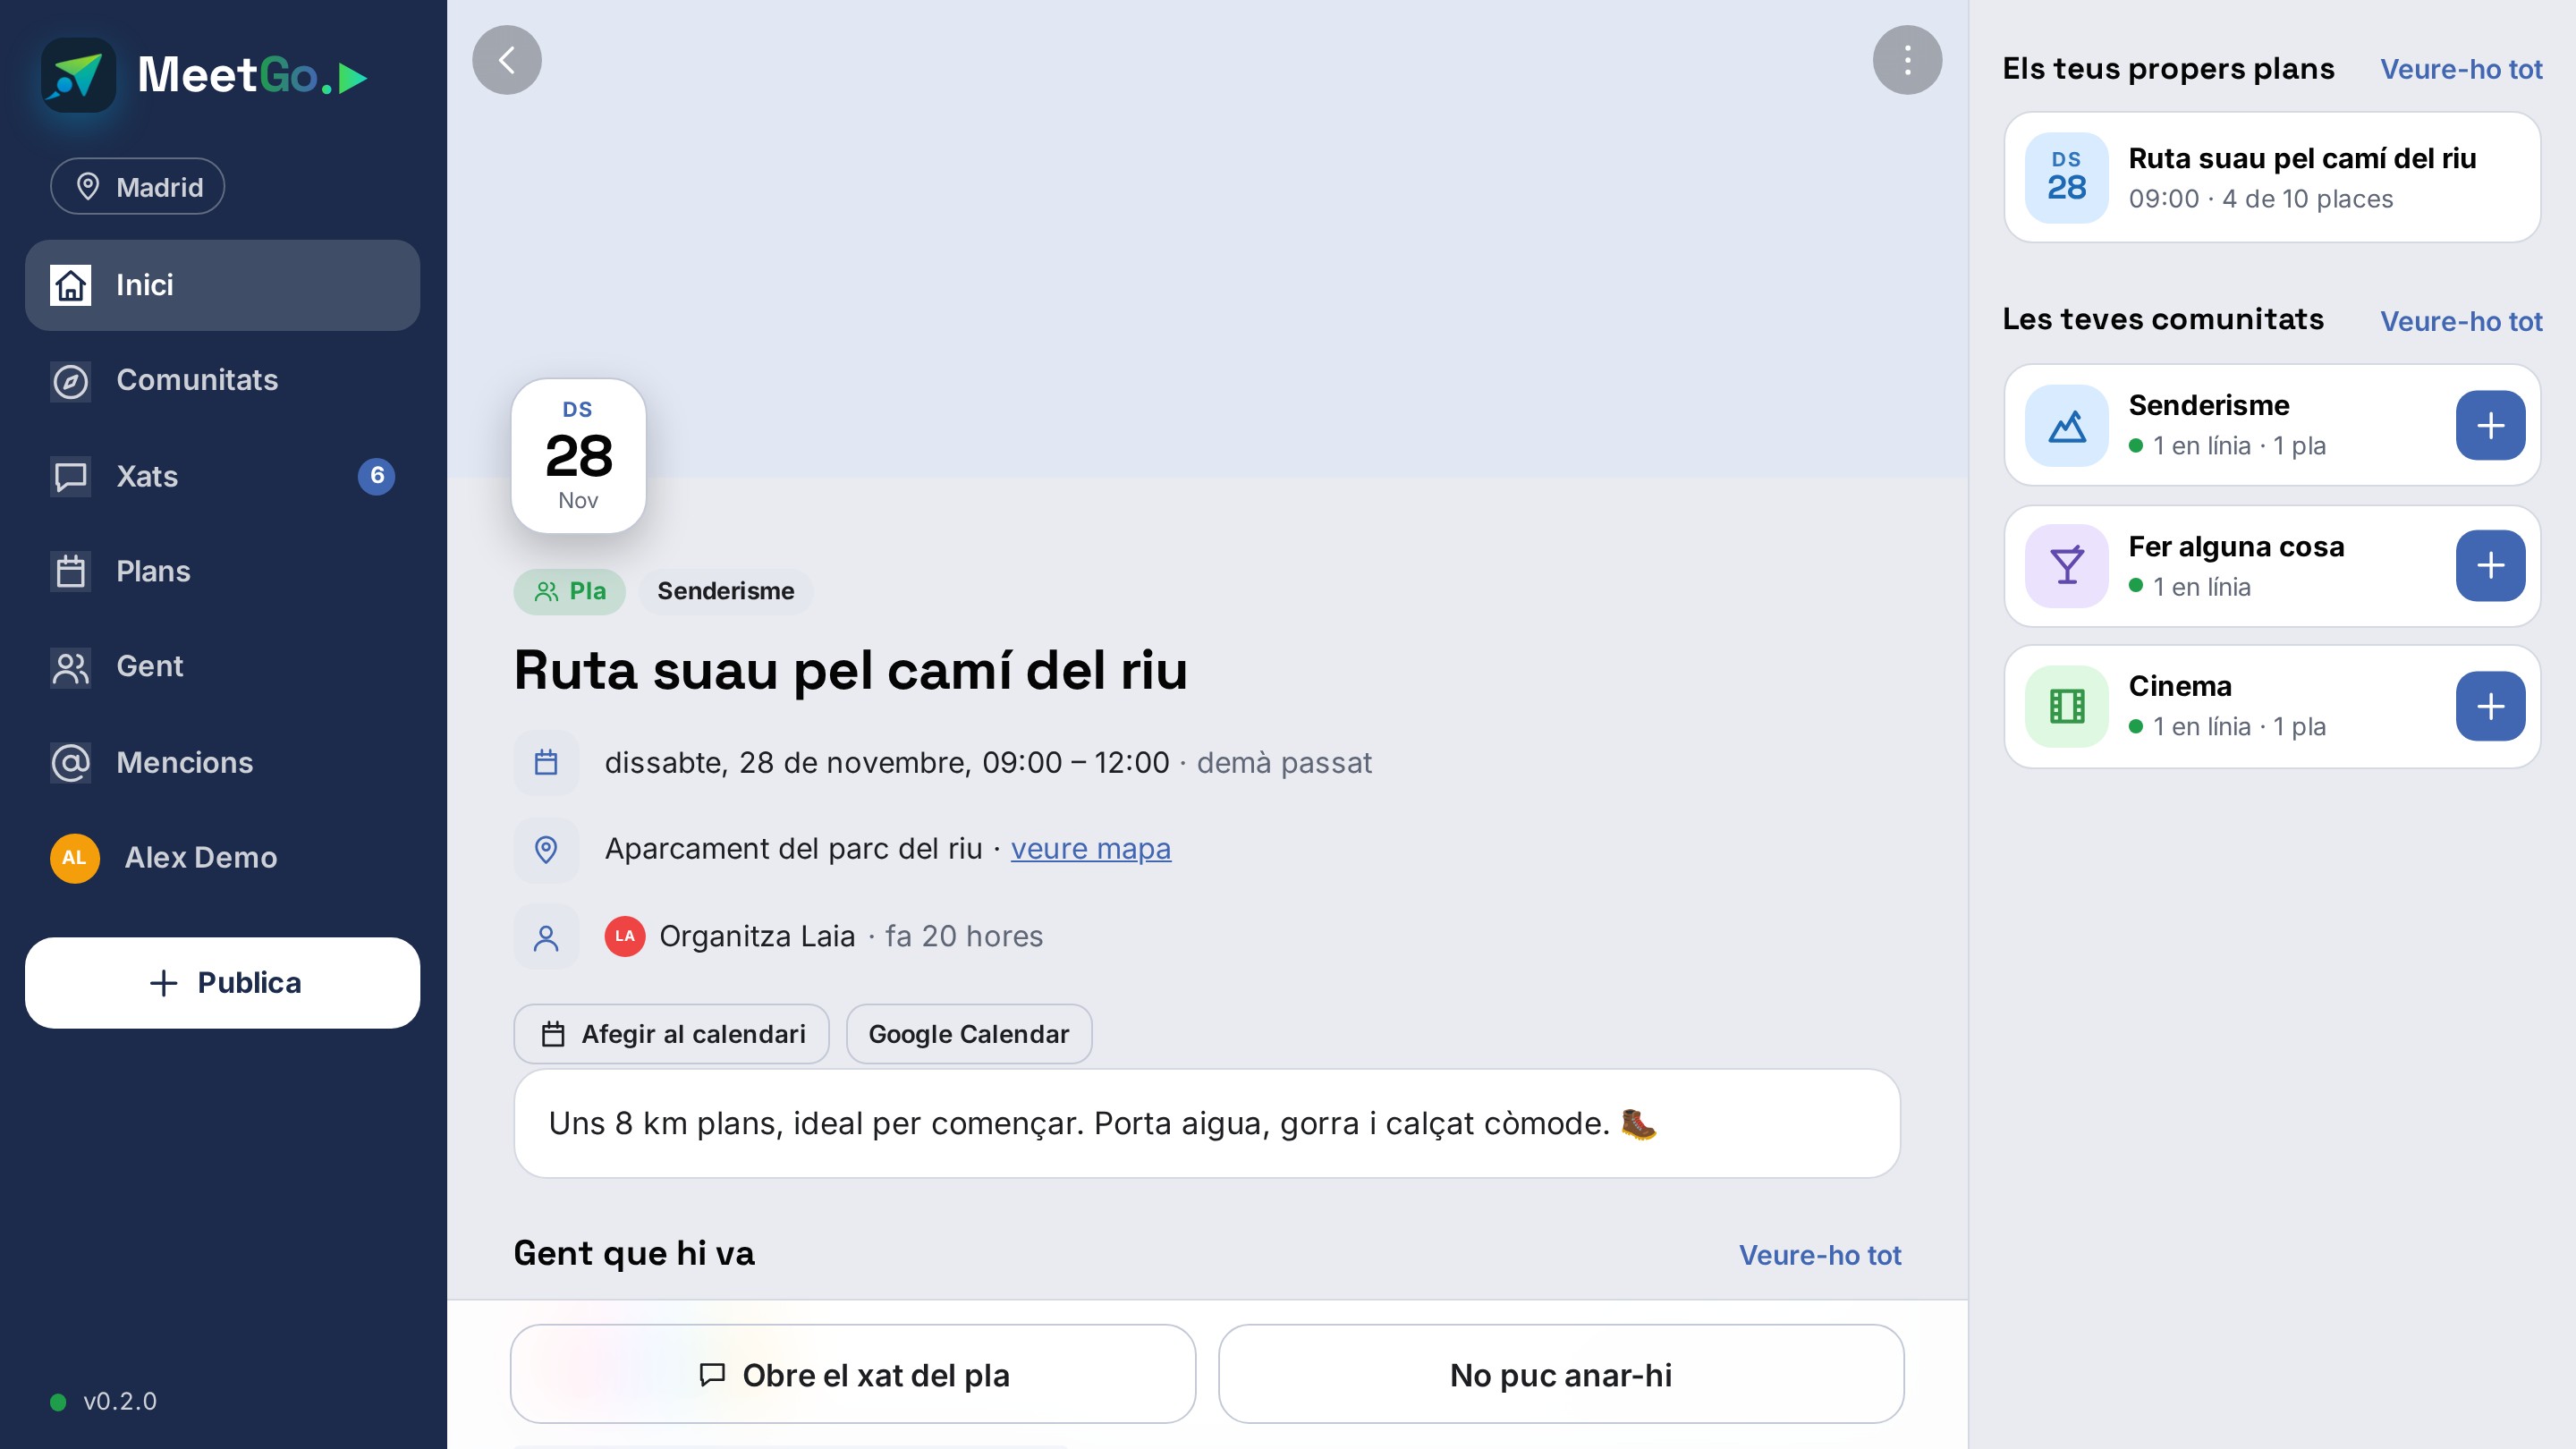 MeetGo.
Madrid
Inici
Comunitats
Xats
6
Plans
Gent
Mencions
AL
Alex Demo
Publica
v0.2.0
DS
28
Nov
Pla
Senderisme
Ruta suau pel camí del riu
dissabte, 28 de novembre, 09:00 – 12:00 · demà passat
Aparcament del parc del riu · veure mapa
LA
Organitza Laia · fa 20 hores
Afegir al calendari
Google Calendar
Uns 8 km plans, ideal per començar. Porta aigua, gorra i calçat còmode. 🥾
Gent que hi va
Veure-ho tot
Obre el xat del pla
No puc anar-hi
Els teus propers plans
Veure-ho tot
DS
28
Ruta suau pel camí del riu
09:00 · 4 de 10 places
Les teves comunitats
Veure-ho tot
Senderisme
1 en línia · 1 pla
Fer alguna cosa
1 en línia
Cinema
1 en línia · 1 pla